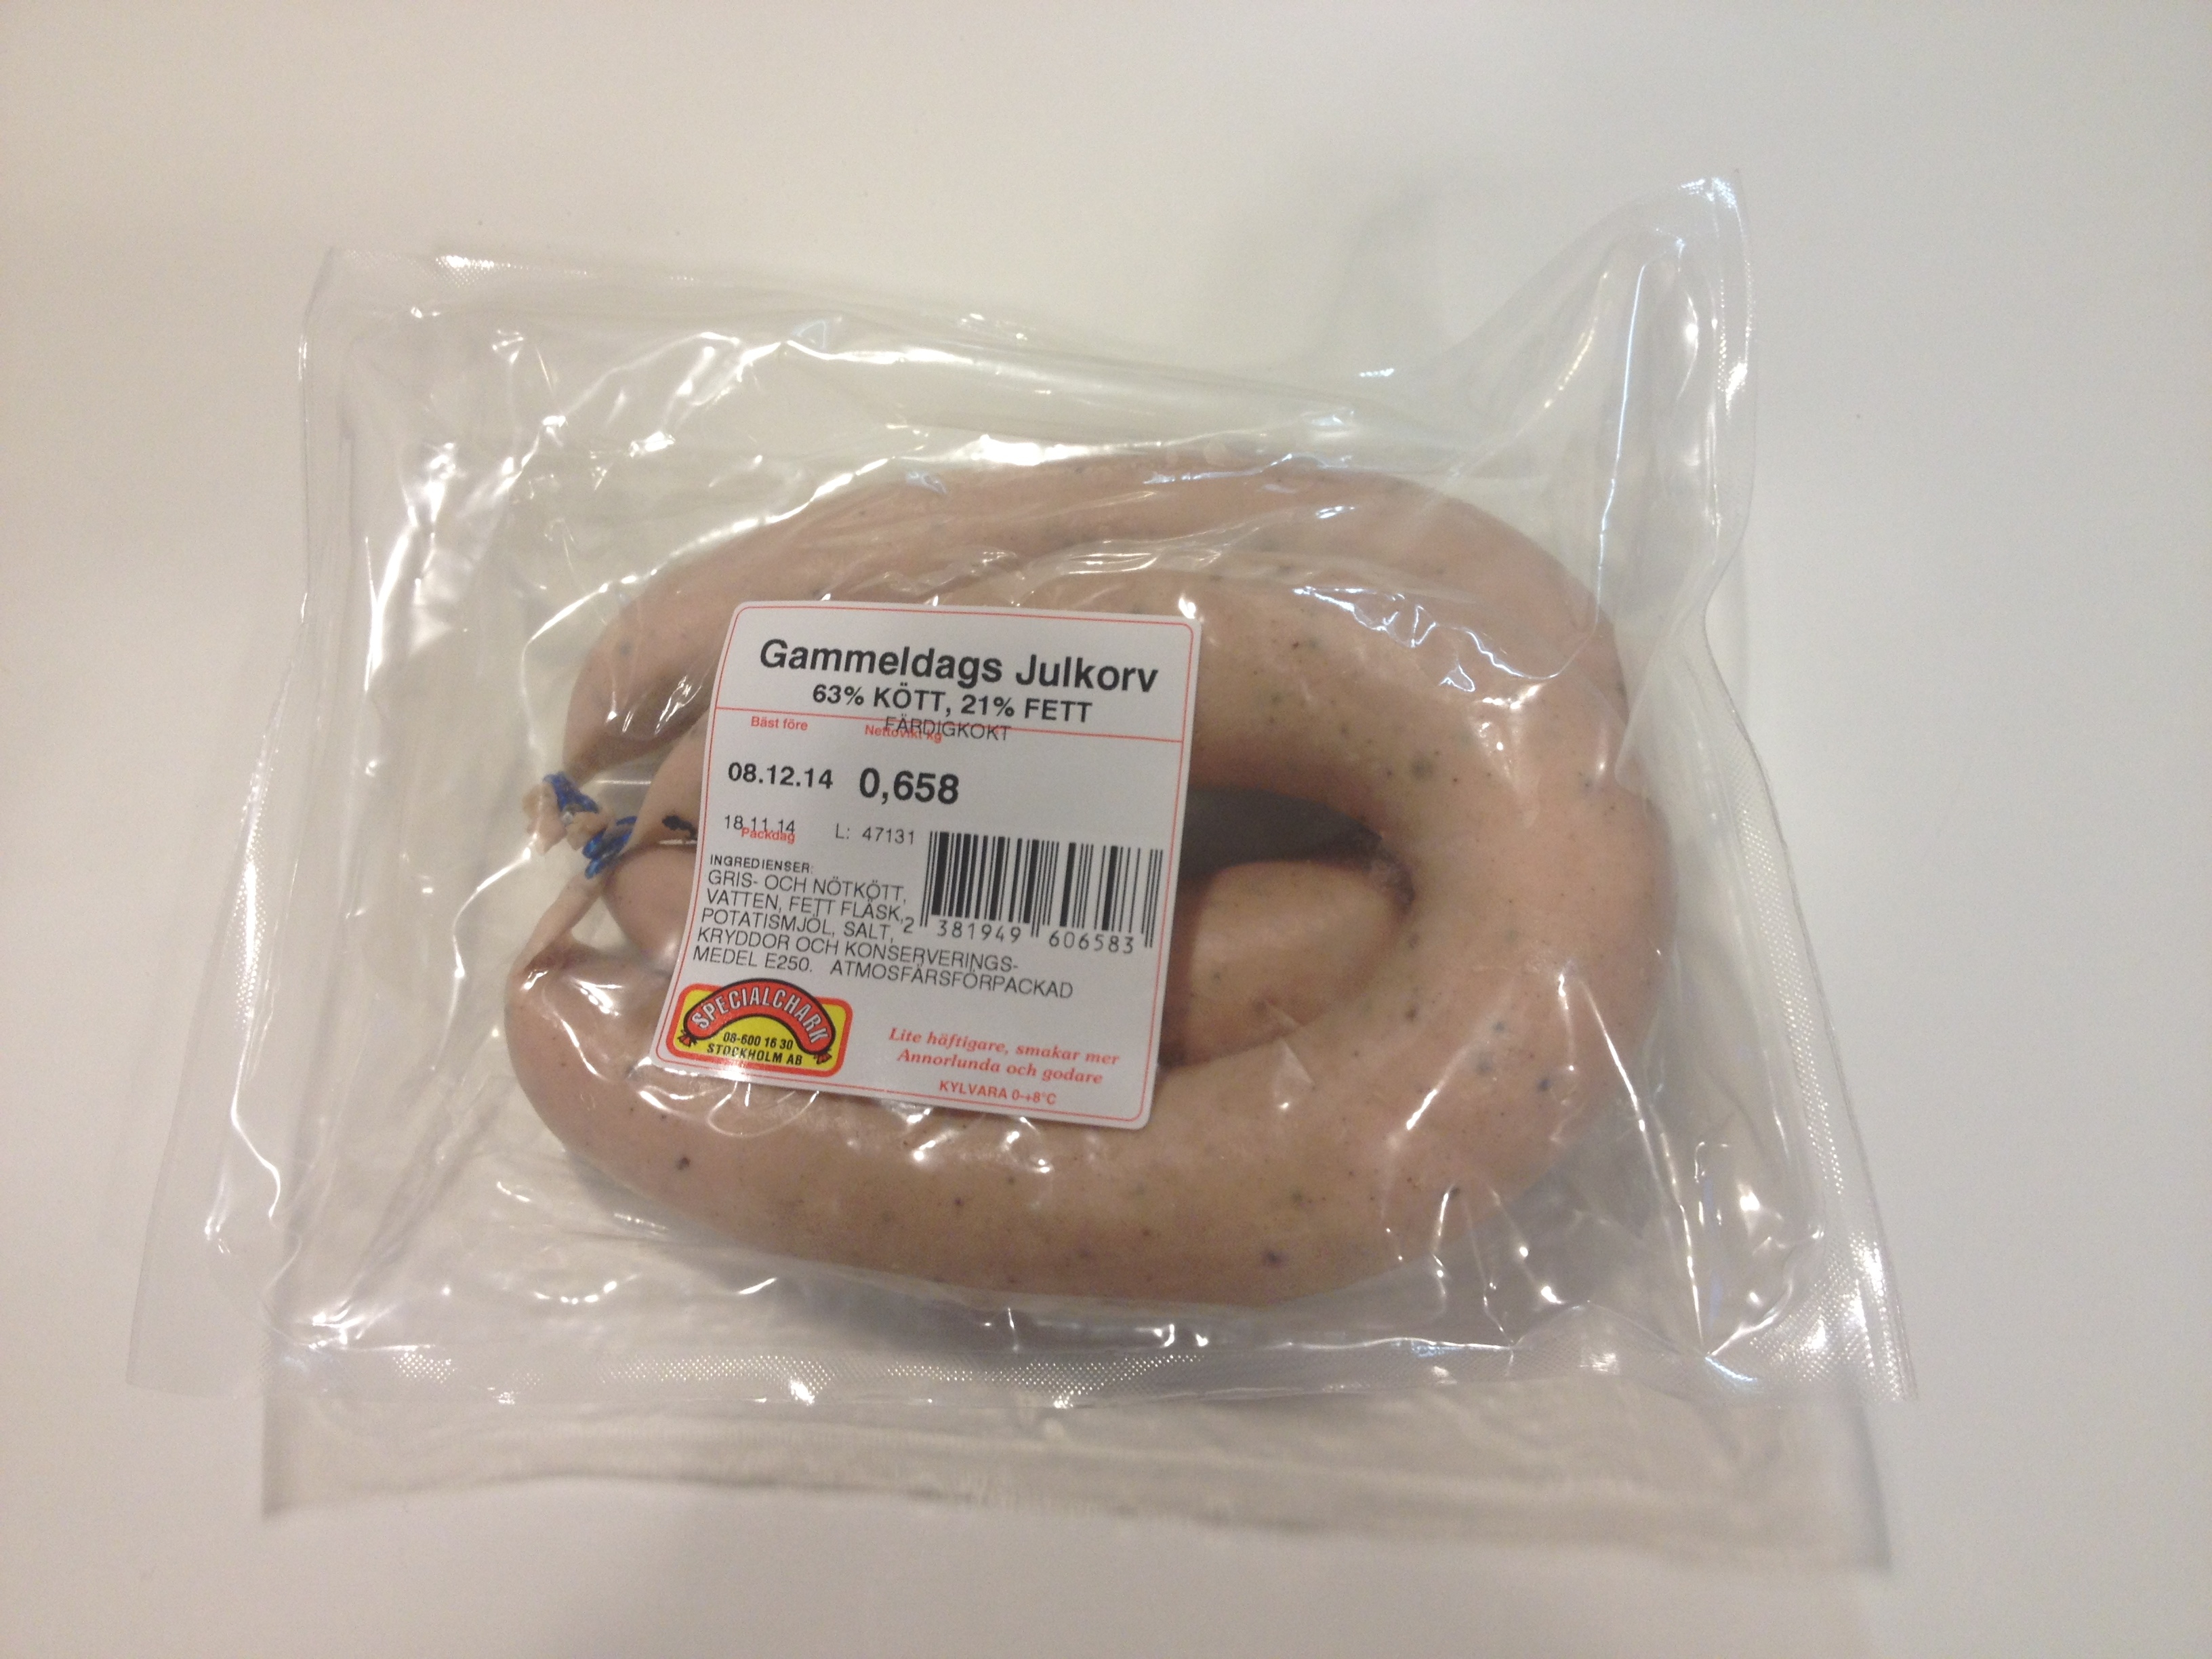 Gammeldags Julkorv
63% KÖTT, 21% FETT
FÄRDIGKOKT
Bäst före Nettovikt kg
08.12.14 0,658
18.11.14 L: 47131
Packdag
INGREDIENSER:
GRIS- OCH NÖTKÖTT,
VATTEN, FETT FLÄSK,
POTATISMJÖL, SALT,
KRYDDOR OCH KONSERVERINGS-
MEDEL E250. ATMOSFÄRSFÖRPACKAD
2 381949 606583
SPECIALCHARK
08-600 16 30
STOCKHOLM AB
Lite häftigare, smakar mer
Annorlunda och godare
KYLVARA 0-+8°C